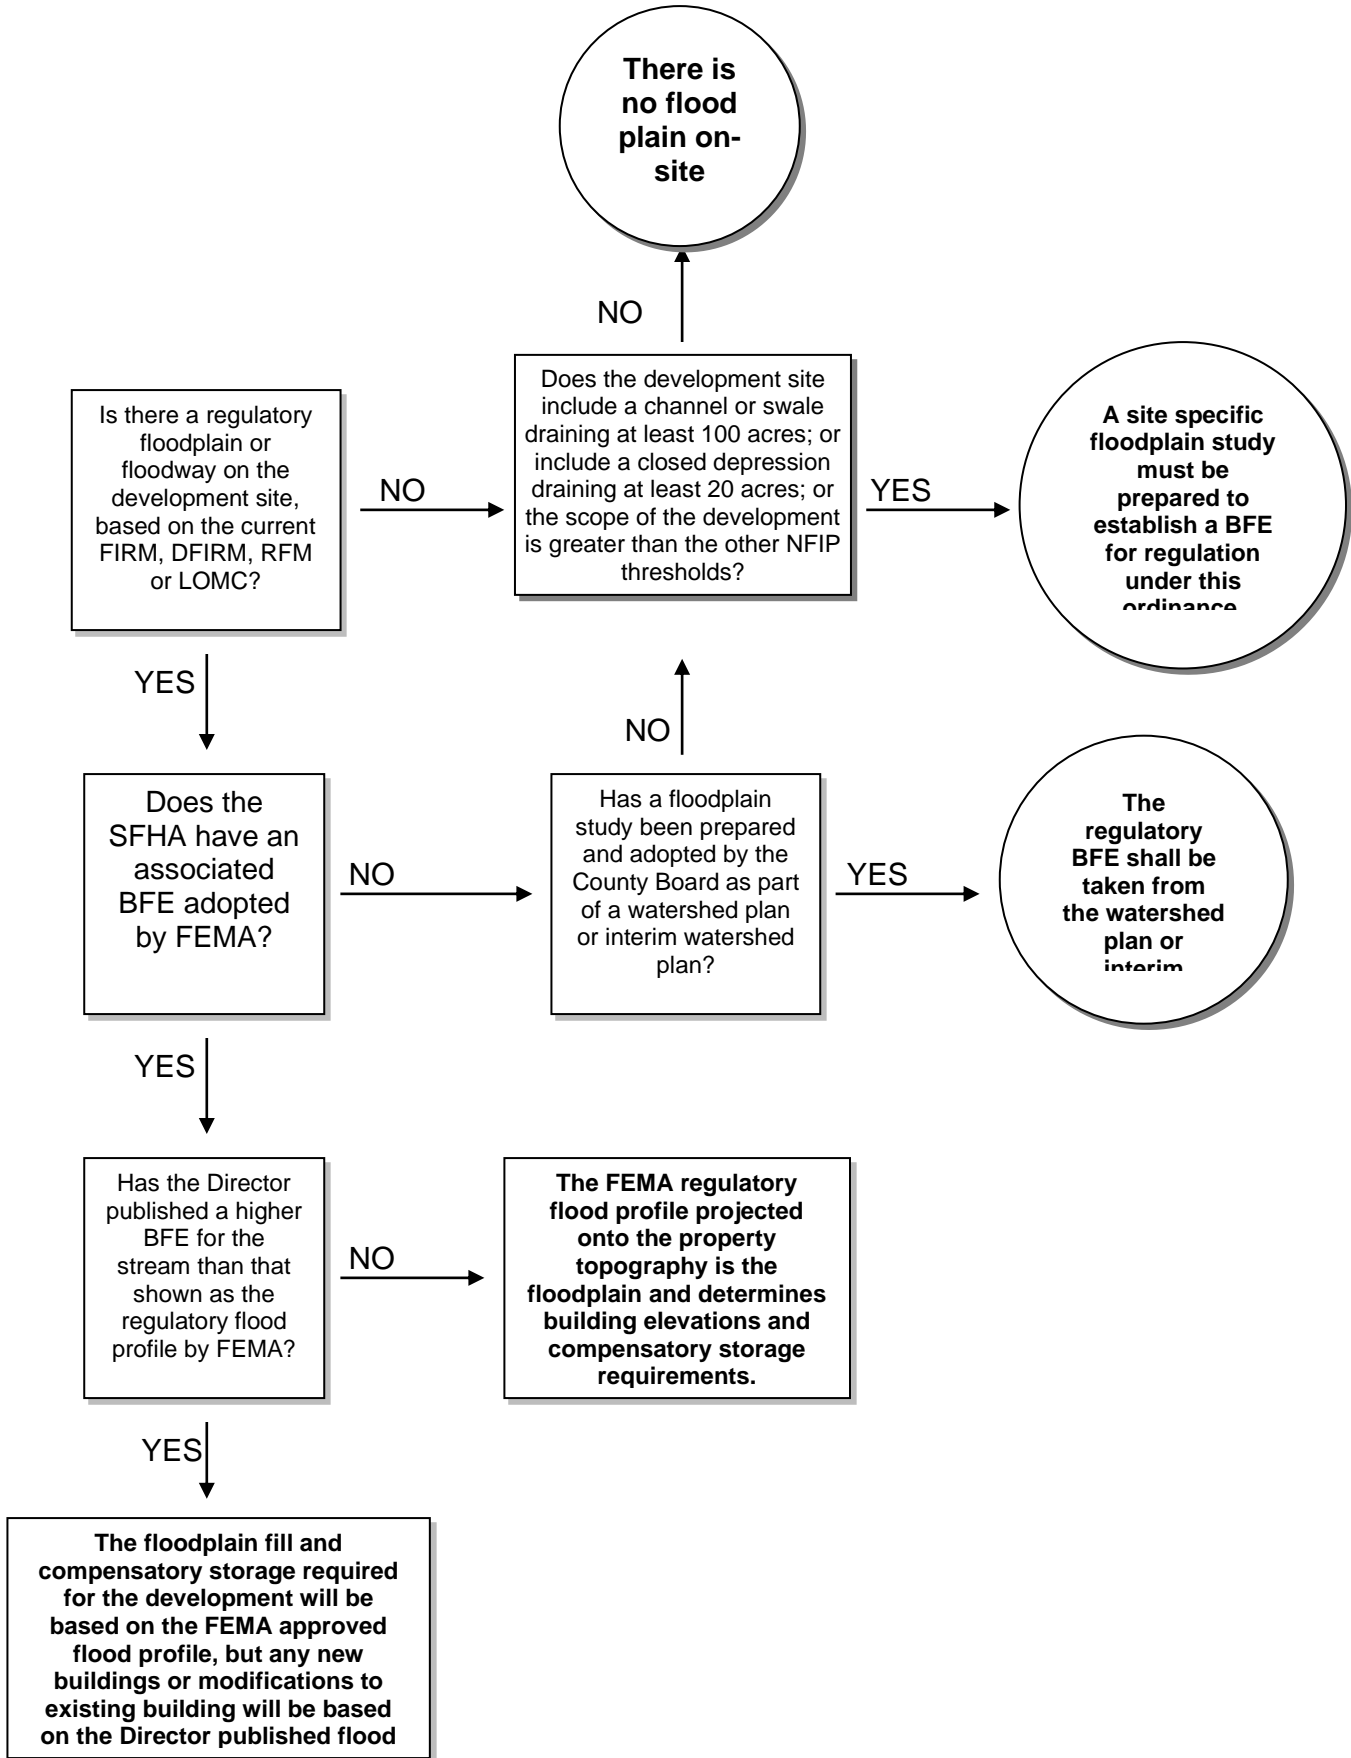 There is
no flood
plain on-
site
NO
Is there a regulatory
floodplain or
floodway on the
development site,
based on the current
FIRM, DFIRM, RFM
or LOMC?
NO
Does the development site
include a channel or swale
draining at least 100 acres; or
include a closed depression
draining at least 20 acres; or
the scope of the development
is greater than the other NFIP
thresholds?
YES
A site specific
floodplain study
must be
prepared to
establish a BFE
for regulation
under this
ordinance.
YES
NO
Does the
SFHA have an
associated
BFE adopted
by FEMA?
NO
Has a floodplain
study been prepared
and adopted by the
County Board as part
of a watershed plan
or interim watershed
plan?
YES
The
regulatory
BFE shall be
taken from
the watershed
plan or
interim
YES
Has the Director
published a higher
BFE for the
stream than that
shown as the
regulatory flood
profile by FEMA?
NO
The FEMA regulatory
flood profile projected
onto the property
topography is the
floodplain and determines
building elevations and
compensatory storage
requirements.
YES
The floodplain fill and
compensatory storage required
for the development will be
based on the FEMA approved
flood profile, but any new
buildings or modifications to
existing building will be based
on the Director published flood